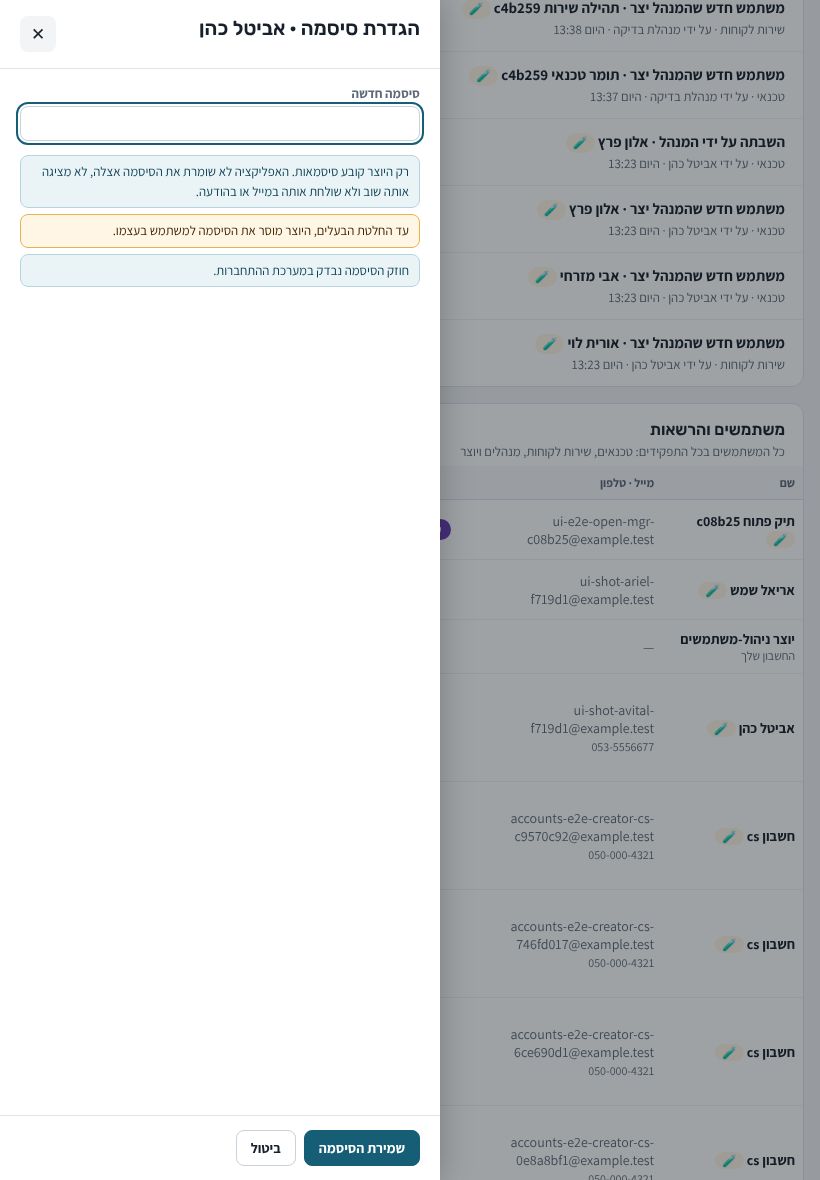 הגדרת סיסמה • אביטל כהן
✕
סיסמה חדשה
רק היוצר קובע סיסמאות. האפליקציה לא שומרת את הסיסמה אצלה, לא מציגה
אותה שוב ולא שולחת אותה במייל או בהודעה.
עד החלטת הבעלים, היוצר מוסר את הסיסמה למשתמש בעצמו.
חוזק הסיסמה נבדק במערכת ההתחברות.
שמירת הסיסמה
ביטול
משתמש חדש שהמנהל יצר · תהילה שירות c4b259
שירות לקוחות · על ידי מנהלת בדיקה · היום 13:38
משתמש חדש שהמנהל יצר · תומר טכנאי c4b259
טכנאי · על ידי מנהלת בדיקה · היום 13:37
השבתה על ידי המנהל · אלון פרץ
טכנאי · על ידי אביטל כהן · היום 13:23
משתמש חדש שהמנהל יצר · אלון פרץ
טכנאי · על ידי אביטל כהן · היום 13:23
משתמש חדש שהמנהל יצר · אבי מזרחי
טכנאי · על ידי אביטל כהן · היום 13:23
משתמש חדש שהמנהל יצר · אורית לוי
שירות לקוחות · על ידי אביטל כהן · היום 13:23
משתמשים והרשאות
כל המשתמשים בכל התפקידים: טכנאים, שירות לקוחות, מנהלים ויוצר
שם
מייל · טלפון
תיק פתוח c08b25
ui-e2e-open-mgr-
c08b25@example.test
אריאל שמש
ui-shot-ariel-
f719d1@example.test
יוצר ניהול-משתמשים
החשבון שלך
—
אביטל כהן
ui-shot-avital-
f719d1@example.test
053-5556677
חשבון cs
accounts-e2e-creator-cs-
c9570c92@example.test
050-000-4321
חשבון cs
accounts-e2e-creator-cs-
746fd017@example.test
050-000-4321
חשבון cs
accounts-e2e-creator-cs-
6ce690d1@example.test
050-000-4321
חשבון cs
accounts-e2e-creator-cs-
0e8a8bf1@example.test
050-000-4321